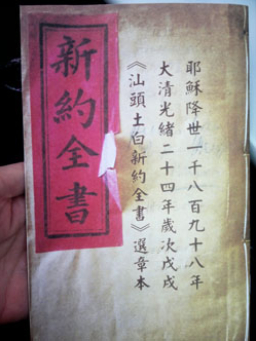 耶穌降世一千八百九十八年
大清光緒二十四年歲次戊戌
《汕頭土白新約全書》選章本
新約全書